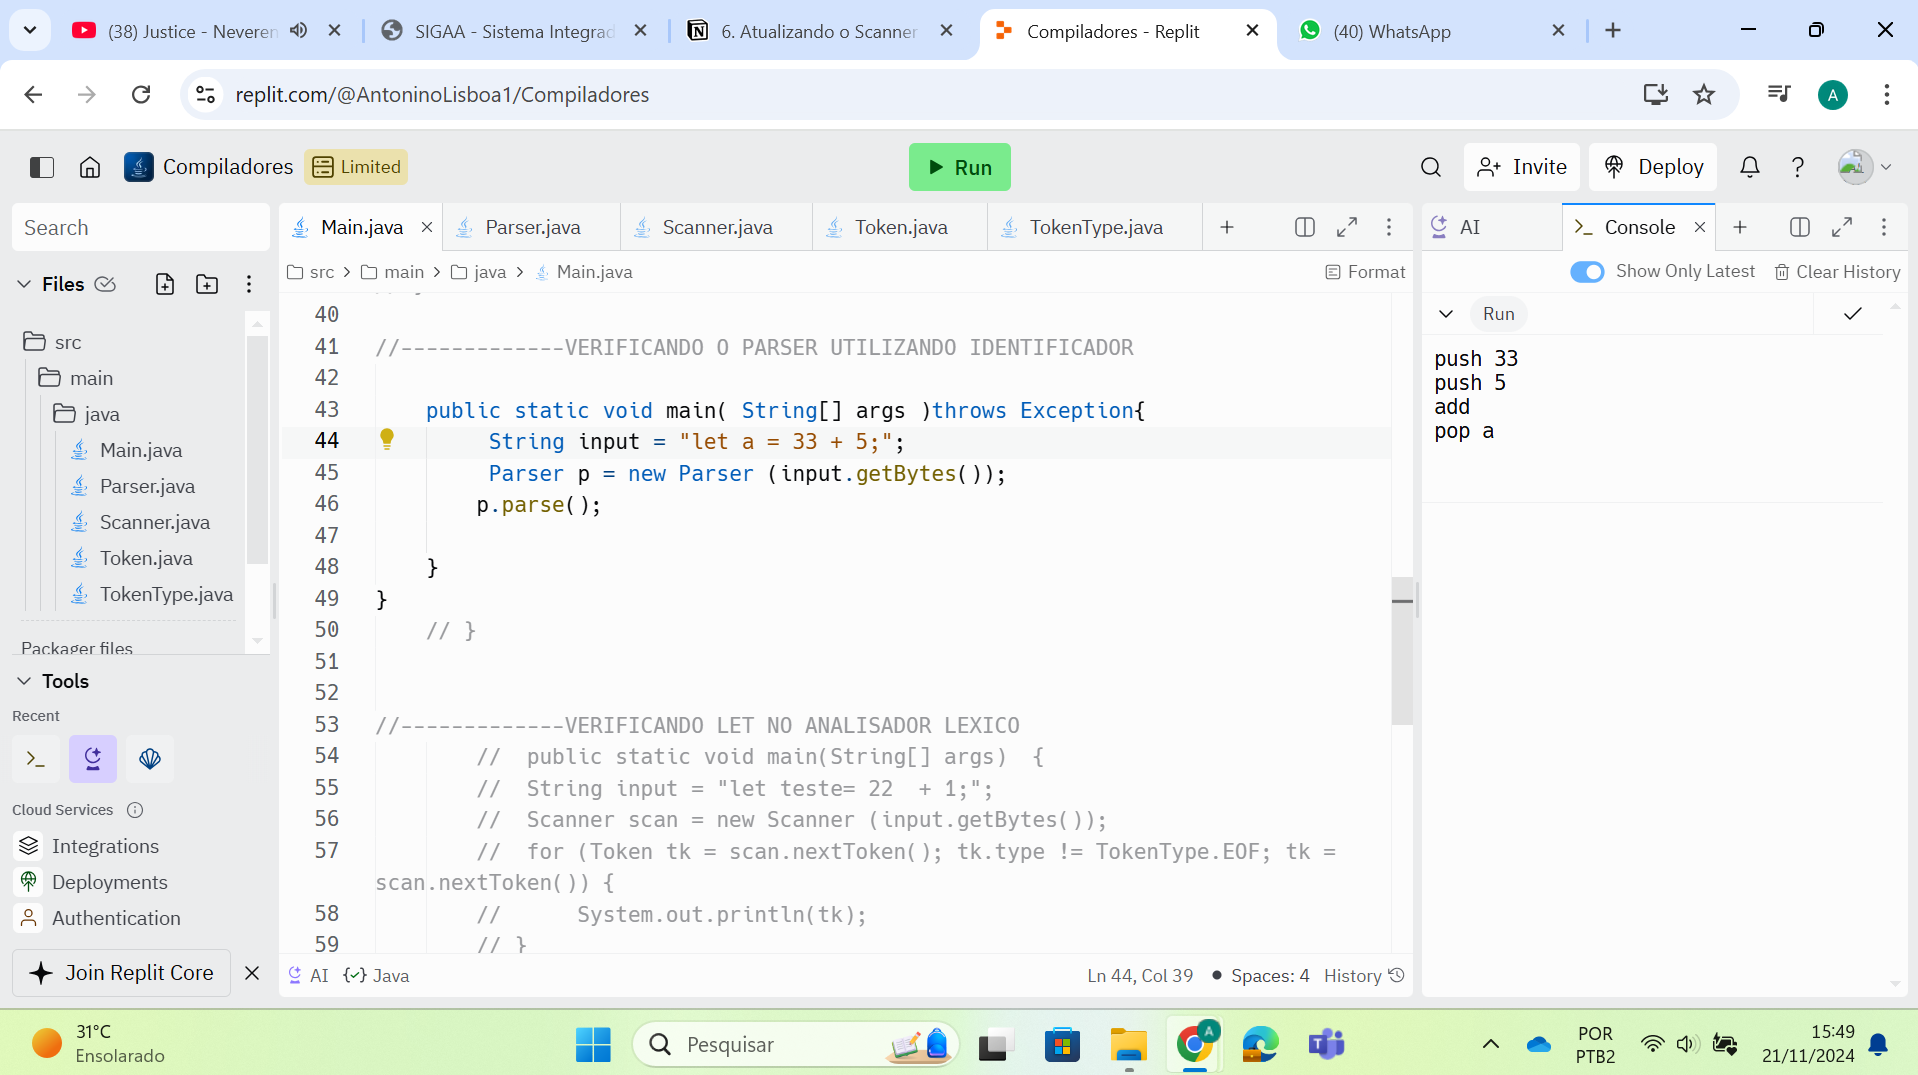 (38) Justice - Neveren
SIGAA - Sistema Integrad
6. Atualizando o Scanner
Compiladores - Replit
(40) WhatsApp
replit.com/@AntoninoLisboa1/Compiladores
A
Compiladores
Limited
Run
Invite
Deploy
Search
Main.java
Parser.java
Scanner.java
Token.java
TokenType.java
AI
Console
Files
src > main > java > Main.java
Format
Show Only Latest
Clear History
src
main
java
Main.java
Parser.java
Scanner.java
Token.java
TokenType.java
Packager files
Tools
Recent
Cloud Services
Integrations
Deployments
Authentication
Join Replit Core
40
41 //-------------VERIFICANDO O PARSER UTILIZANDO IDENTIFICADOR
42
43 public static void main( String[] args )throws Exception{
44 String input = "let a = 33 + 5;";
45 Parser p = new Parser (input.getBytes());
46 p.parse();
47
48 }
49 }
50 // }
51
52
53 //-------------VERIFICANDO LET NO ANALISADOR LEXICO
54 // public static void main(String[] args) {
55 // String input = "let teste= 22 + 1;";
56 // Scanner scan = new Scanner (input.getBytes());
57 // for (Token tk = scan.nextToken(); tk.type != TokenType.EOF; tk =
scan.nextToken()) {
58 // System.out.println(tk);
59 // }
AI
Java
Ln 44, Col 39
Spaces: 4
History
Run
push 33
push 5
add
pop a
31°C
Ensolarado
Pesquisar
A
POR
PTB2
15:49
21/11/2024